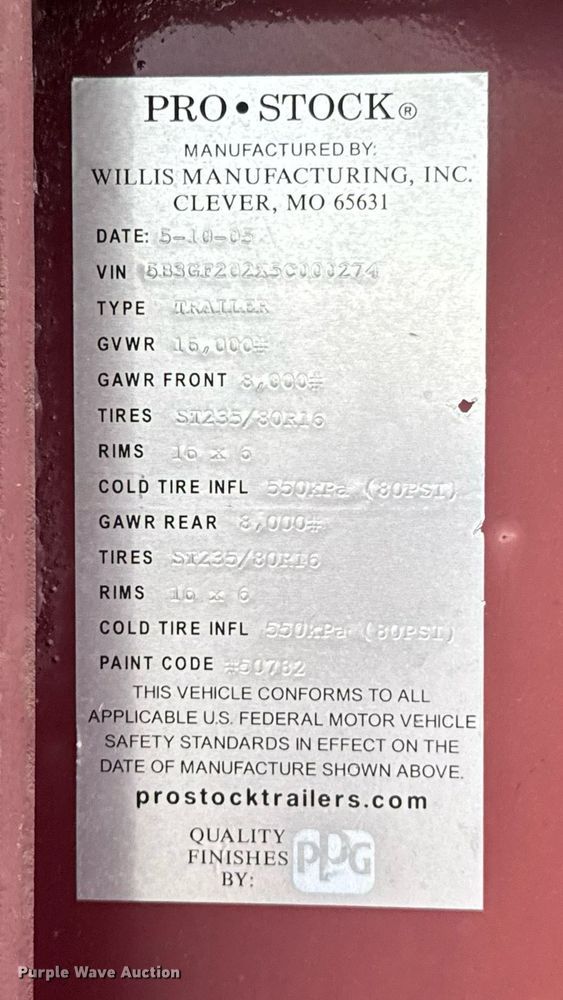 PRO • STOCK®
MANUFACTURED BY:
WILLIS MANUFACTURING, INC.
CLEVER, MO 65631
DATE: 5-10-05
VIN
TYPE TRAILER
GVWR 16,000#
GAWR FRONT 8,000#
TIRES ST235/80R16
RIMS 16 x 6
COLD TIRE INFL 550kPa (80PSI)
GAWR REAR 8,000#
TIRES ST235/80R16
RIMS 16 x 6
COLD TIRE INFL 550kPa (80PSI)
PAINT CODE #50782
THIS VEHICLE CONFORMS TO ALL
APPLICABLE U.S. FEDERAL MOTOR VEHICLE
SAFETY STANDARDS IN EFFECT ON THE
DATE OF MANUFACTURE SHOWN ABOVE.
prostocktrailers.com
QUALITY
FINISHES
BY:
PPG
Purple Wave Auction